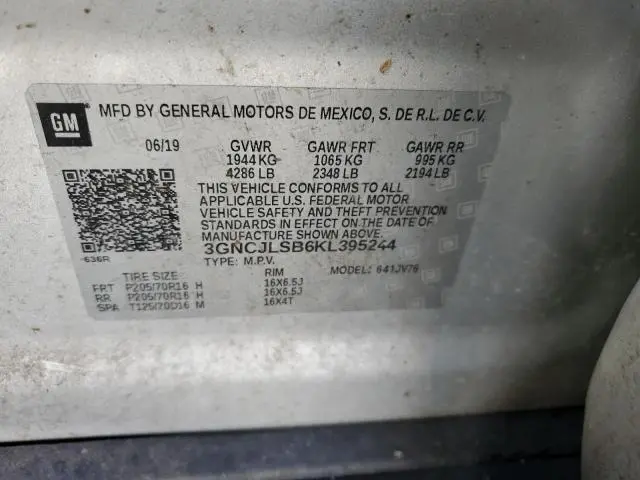 GM
MFD BY GENERAL MOTORS DE MEXICO, S. DE R.L. DE C.V.
06/19 GVWR GAWR FRT GAWR RR
1944 KG 1065 KG 995 KG
4286 LB 2348 LB 2194 LB
THIS VEHICLE CONFORMS TO ALL
APPLICABLE U.S. FEDERAL MOTOR
VEHICLE SAFETY AND THEFT PREVENTION
STANDARDS IN EFFECT ON THE DATE OF
MANUFACTURE SHOWN ABOVE.
3GNCJLSB6KL395244
636R
TYPE: M.P.V. MODEL: 641JV76
TIRE SIZE RIM
FRT P205/70R16 H 16X6.5J
RR P205/70R16 H 16X6.5J
SPA T125/70D16 M 16X4T